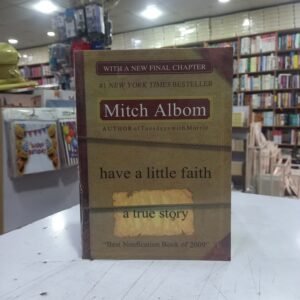 WITH A NEW FINAL CHAPTER
#1 NEW YORK TIMES BESTSELLER
Mitch Albom
AUTHOR of Tuesdays with Morrie
have a little faith
a true story
"Best Nonfiction Book of 2009"